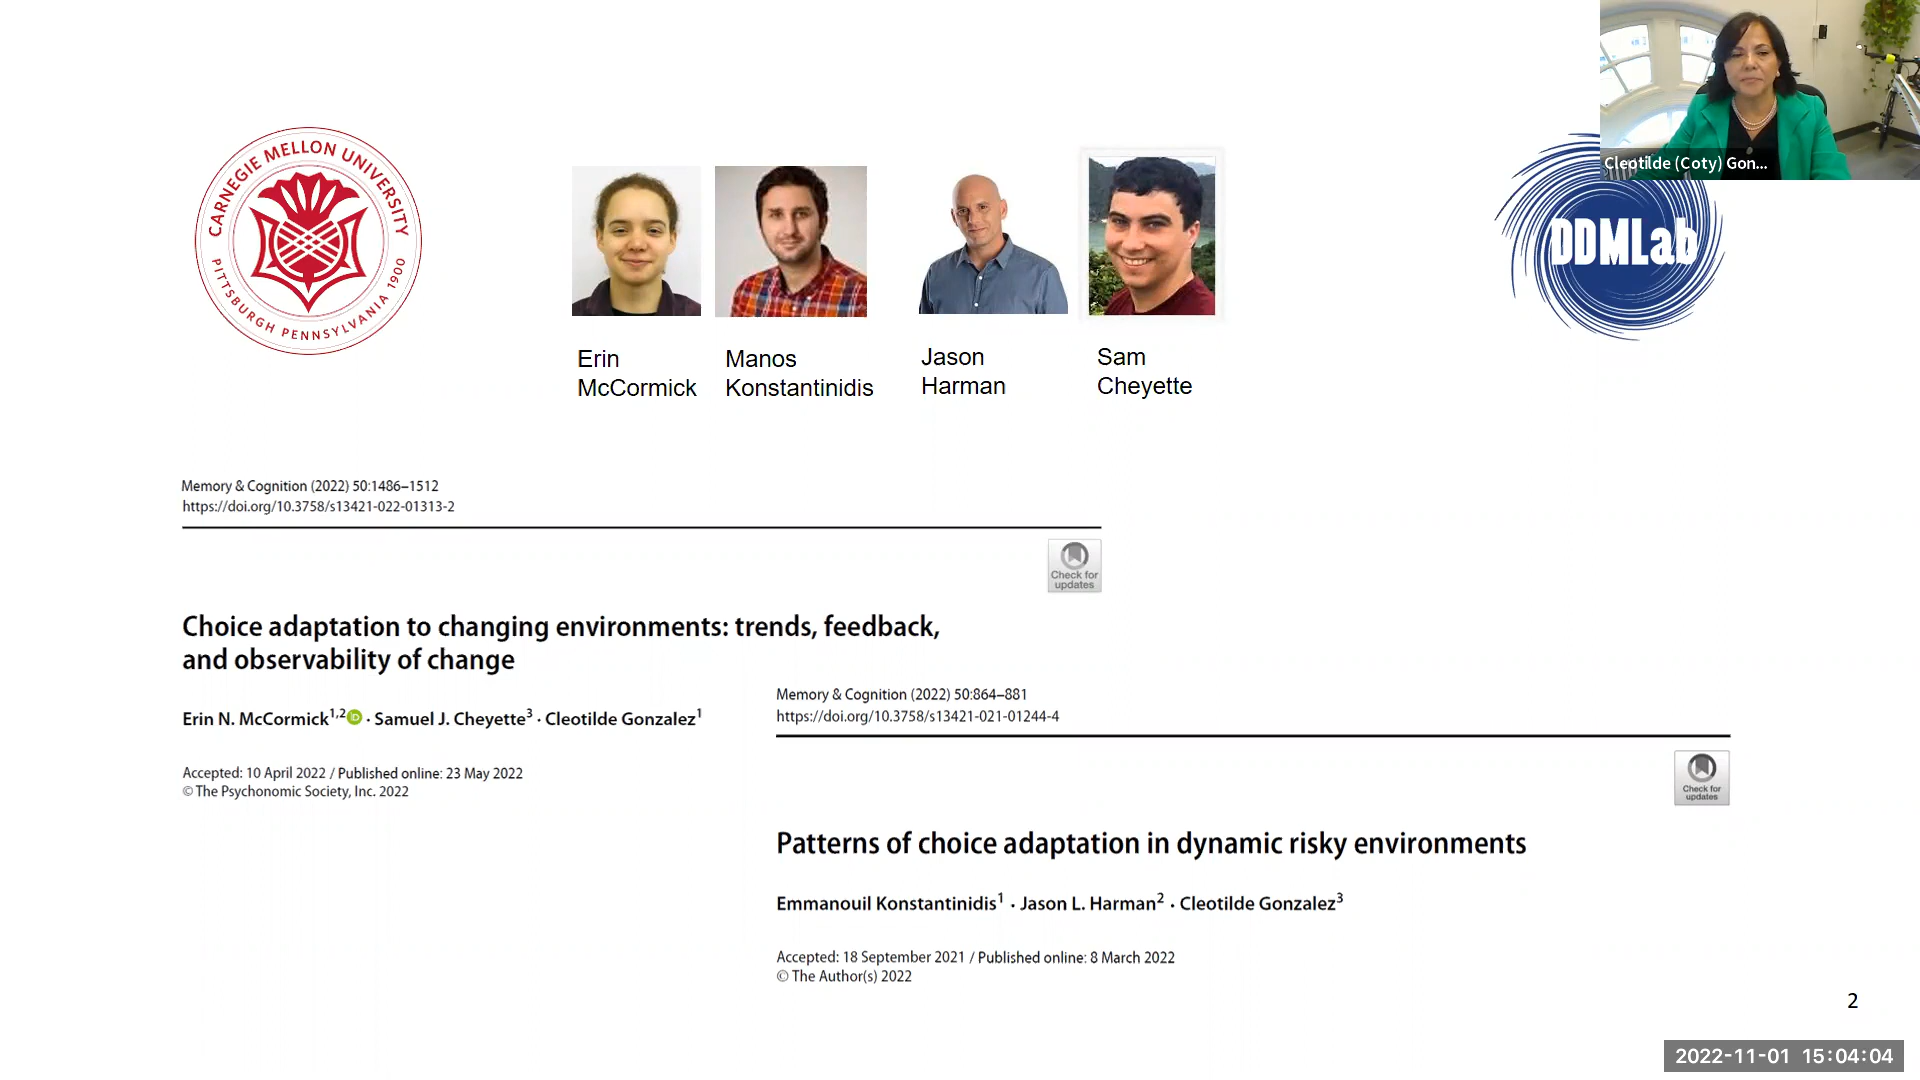 CARNEGIE MELLON UNIVERSITY
PITTSBURGH PENNSYLVANIA 1900
Cleotilde (Coty) Gon...
DDMLab
Erin
McCormick
Manos
Konstantinidis
Jason
Harman
Sam
Cheyette
Memory & Cognition (2022) 50:1486–1512
https://doi.org/10.3758/s13421-022-01313-2
Check for
updates
Choice adaptation to changing environments: trends, feedback,
and observability of change
Erin N. McCormick1,2 iD · Samuel J. Cheyette3 · Cleotilde Gonzalez1
Accepted: 10 April 2022 / Published online: 23 May 2022
© The Psychonomic Society, Inc. 2022
Memory & Cognition (2022) 50:864–881
https://doi.org/10.3758/s13421-021-01244-4
Check for
updates
Patterns of choice adaptation in dynamic risky environments
Emmanouil Konstantinidis1 · Jason L. Harman2 · Cleotilde Gonzalez3
Accepted: 18 September 2021 / Published online: 8 March 2022
© The Author(s) 2022
2
2022-11-01 15:04:04